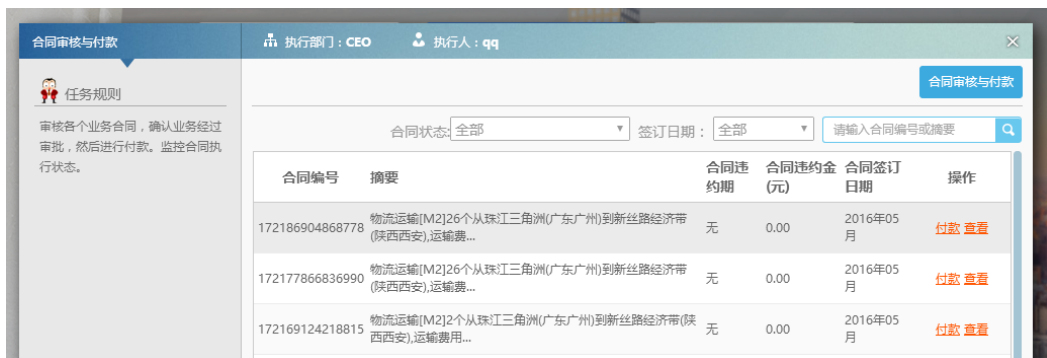 合同审核与付款
执行部门：CEO
执行人：qq
任务规则
审核各个业务合同，确认业务经过
审批，然后进行付款。监控合同执
行状态。
合同审核与付款
合同状态: 全部
签订日期： 全部
请输入合同编号或摘要
合同编号 摘要 合同违
约期 合同违约金
(元) 合同签订
日期 操作
172186904868778 物流运输[M2]26个从珠江三角洲(广东广州)到新丝路经济带
(陕西西安),运输费... 无 0.00 2016年05
月 付款 查看
172177866836990 物流运输[M2]26个从珠江三角洲(广东广州)到新丝路经济带
(陕西西安),运输费... 无 0.00 2016年05
月 付款 查看
172169124218815 物流运输[M2]2个从珠江三角洲(广东广州)到新丝路经济带(陕
西西安),运输费用... 无 0.00 2016年05
月 付款 查看